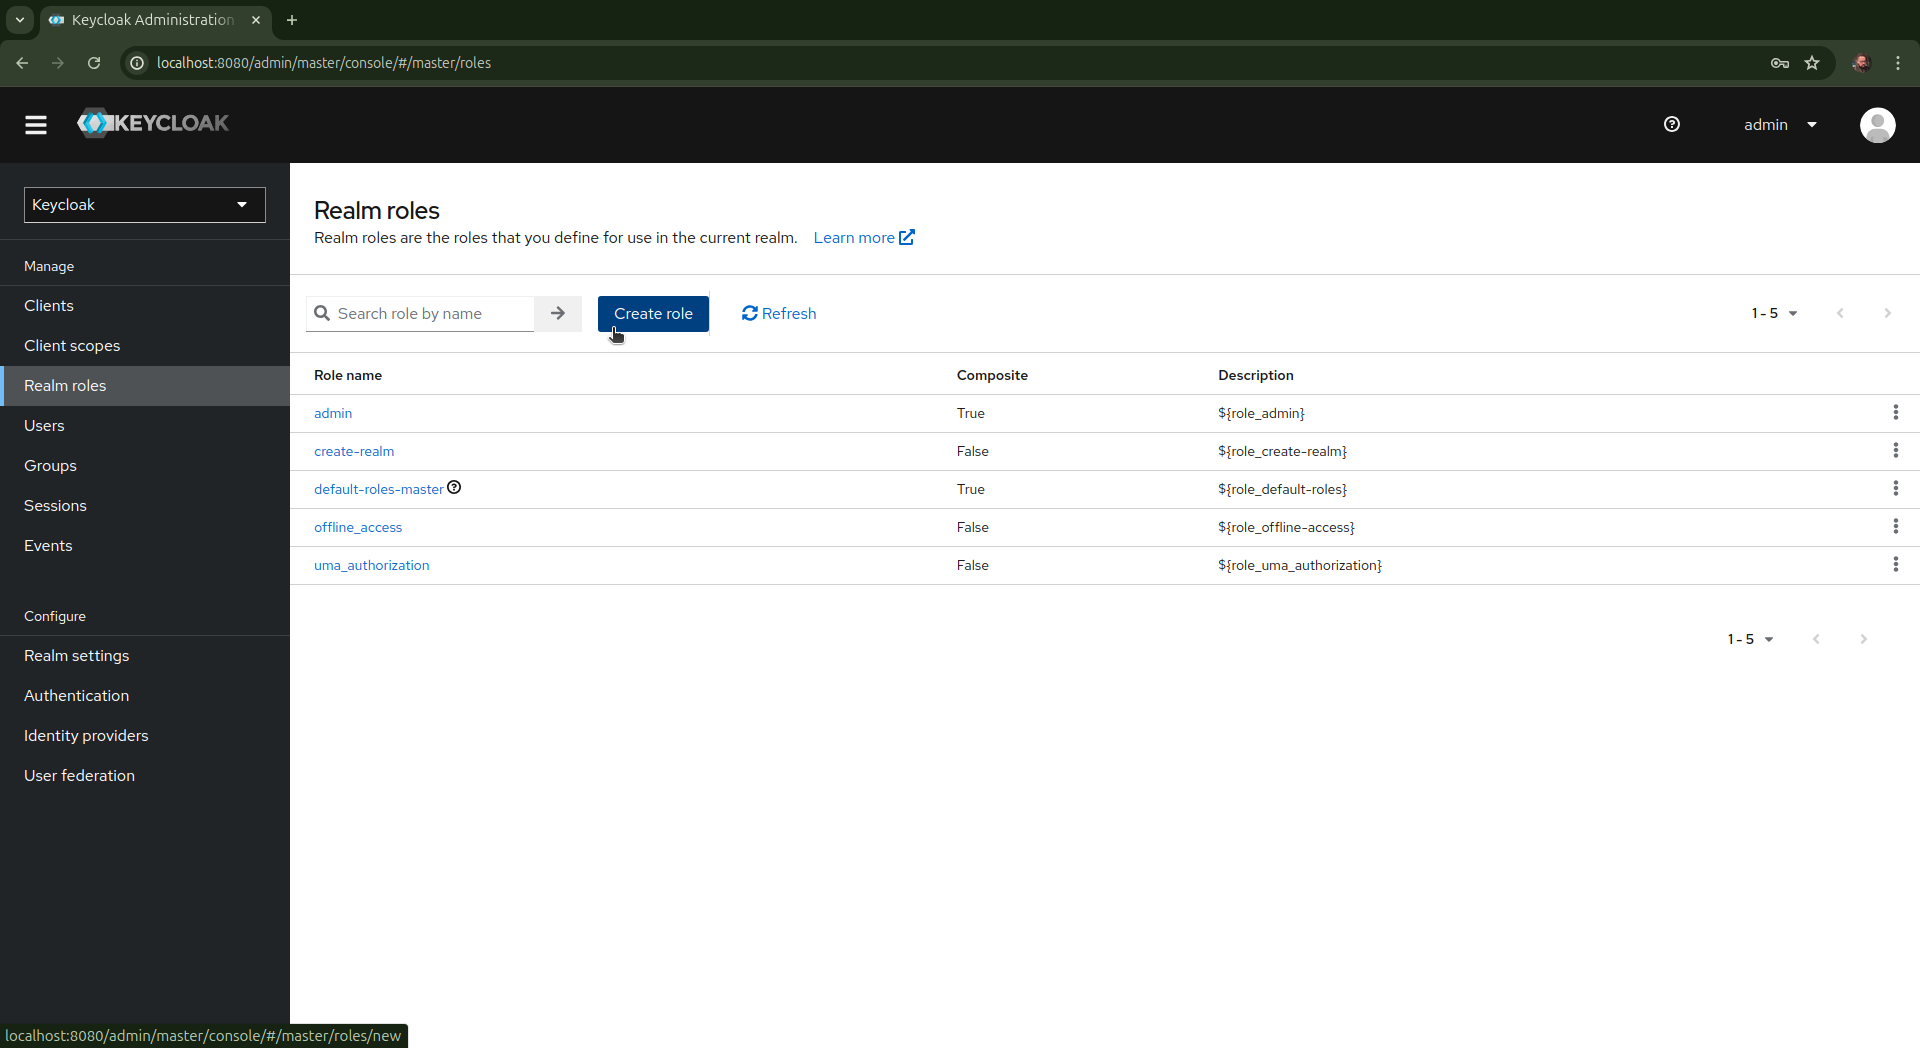 Keycloak Administration
localhost:8080/admin/master/console/#/master/roles
KEYCLOAK
admin
Keycloak
Manage
Clients
Client scopes
Realm roles
Users
Groups
Sessions
Events
Configure
Realm settings
Authentication
Identity providers
User federation
Realm roles
Realm roles are the roles that you define for use in the current realm. Learn more
Search role by name Create role Refresh 1 - 5
Role name Composite Description
admin True ${role_admin}
create-realm False ${role_create-realm}
default-roles-master True ${role_default-roles}
offline_access False ${role_offline-access}
uma_authorization False ${role_uma_authorization}
1 - 5
localhost:8080/admin/master/console/#/master/roles/new